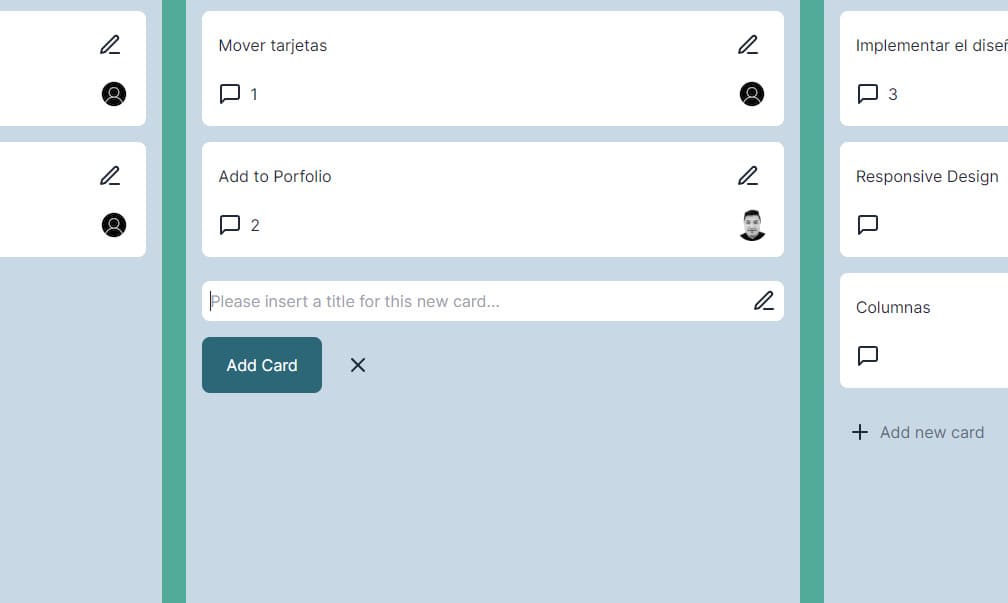 Mover tarjetas
1
Add to Porfolio
2
Please insert a title for this new card...
Add Card
Implementar el
3
Responsive Design
Columnas
Add new card